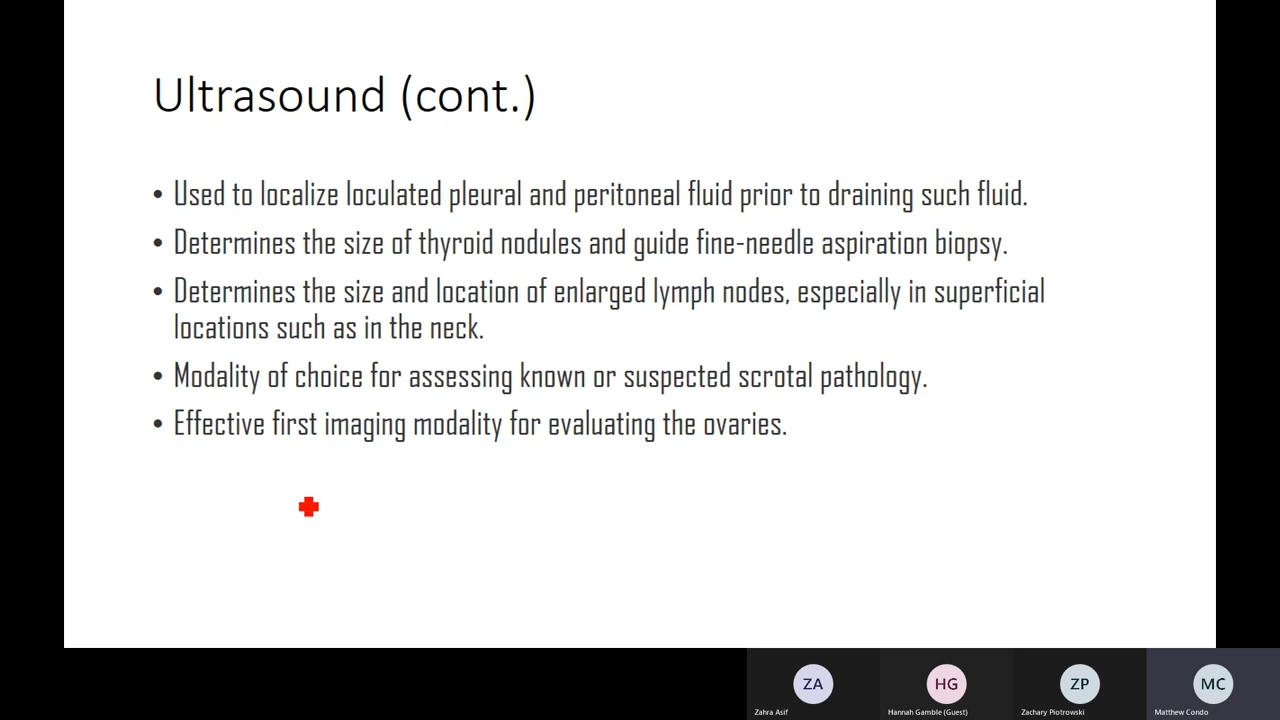 Ultrasound (cont.)
• Used to localize loculated pleural and peritoneal fluid prior to draining such fluid.
• Determines the size of thyroid nodules and guide fine-needle aspiration biopsy.
• Determines the size and location of enlarged lymph nodes, especially in superficial
locations such as in the neck.
• Modality of choice for assessing known or suspected scrotal pathology.
• Effective first imaging modality for evaluating the ovaries.
ZA
HG
ZP
MC
Zahra Asif
Hannah Gamble (Guest)
Zachary Piotrowski
Matthew Condo